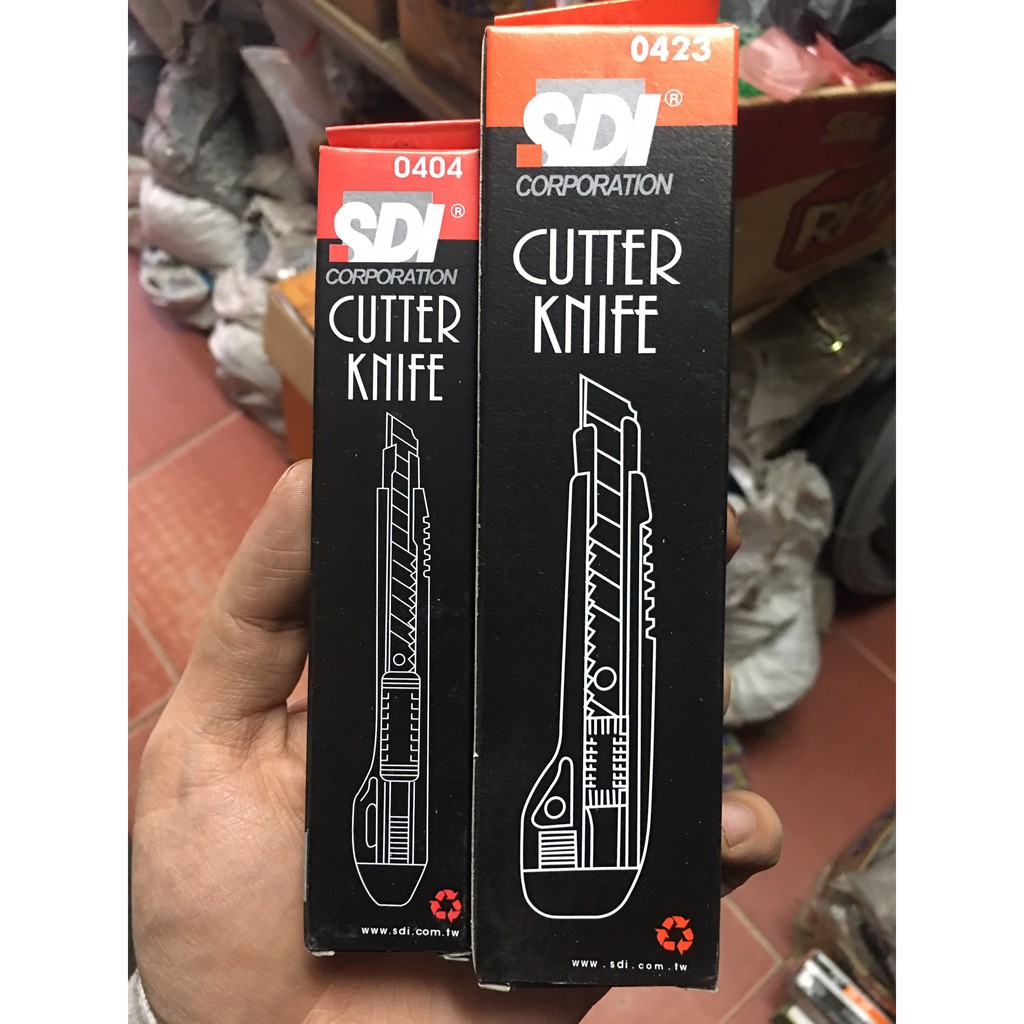 0404
SDI®
CORPORATION
CUTTER
KNIFE
www.sdi.com.tw
0423
SDI®
CORPORATION
CUTTER
KNIFE
www.sdi.com.tw